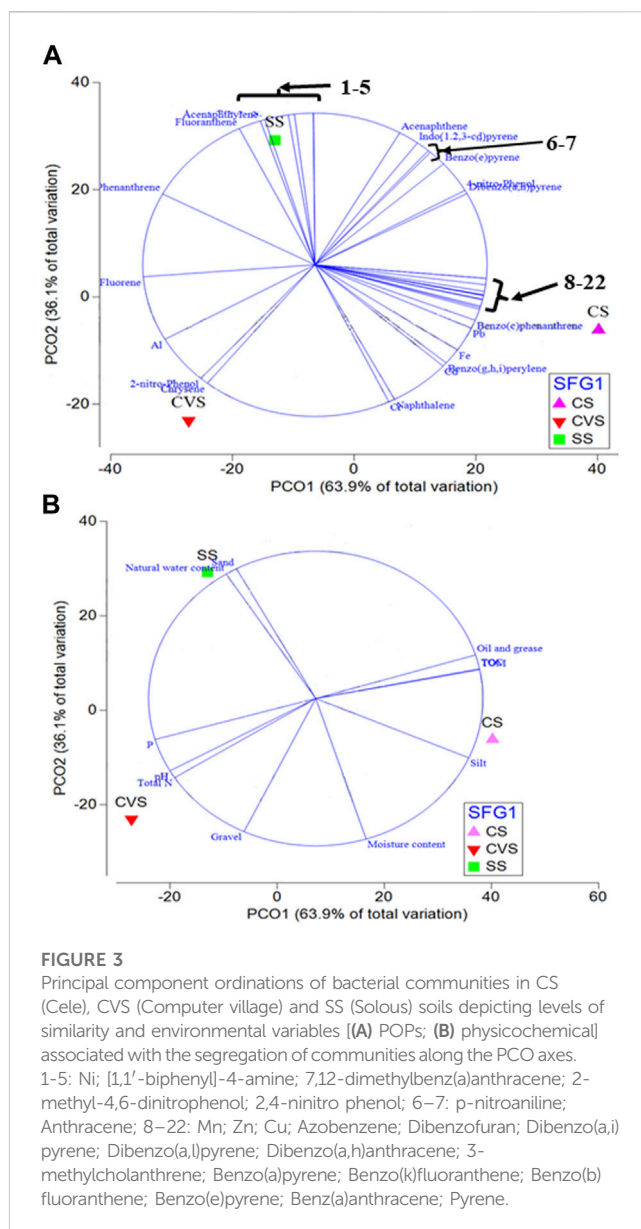 A
40
20
0
-20
-40
-20
0
20
40
PCO2 (36.1% of total variation)
PCO1 (63.9% of total variation)
1-5
SS
Acenaphthylene
Fluoranthene
Phenanthrene
Fluorene
Al
2-nitro-Phenol
Chrysene
CVS
Acenaphthene
Indo(1.2,3-cd)pyrene
6-7
Benzo(e)pyrene
4-nitro-Phenol
Dibenzo(a,h)pyrene
8-22
CS
Benzo(c)phenanthrene
Pb
Fe
Benzo(g,h,i)perylene
Cd
Naphthalene
Cr
SFG1
CS
CVS
SS
B
40
20
0
-20
-20
0
20
40
60
PCO2 (36.1% of total variation)
PCO1 (63.9% of total variation)
SS
Sand
Natural water content
Oil and grease
CS
Silt
P
pH
Total N
CVS
Gravel
Moisture content
SFG1
CS
CVS
SS
FIGURE 3
Principal component ordinations of bacterial communities in CS
(Cele), CVS (Computer village) and SS (Solous) soils depicting levels of
similarity and environmental variables [(A) POPs; (B) physicochemical]
associated with the segregation of communities along the PCO axes.
1-5: Ni; [1,1′-biphenyl]-4-amine; 7,12-dimethylbenz(a)anthracene; 2-
methyl-4,6-dinitrophenol; 2,4-ninitro phenol; 6–7: p-nitroaniline;
Anthracene; 8–22: Mn; Zn; Cu; Azobenzene; Dibenzofuran; Dibenzo(a,i)
pyrene; Dibenzo(a,l)pyrene; Dibenzo(a,h)anthracene; 3-
methylcholanthrene; Benzo(a)pyrene; Benzo(k)fluoranthene; Benzo(b)
fluoranthene; Benzo(e)pyrene; Benz(a)anthracene; Pyrene.